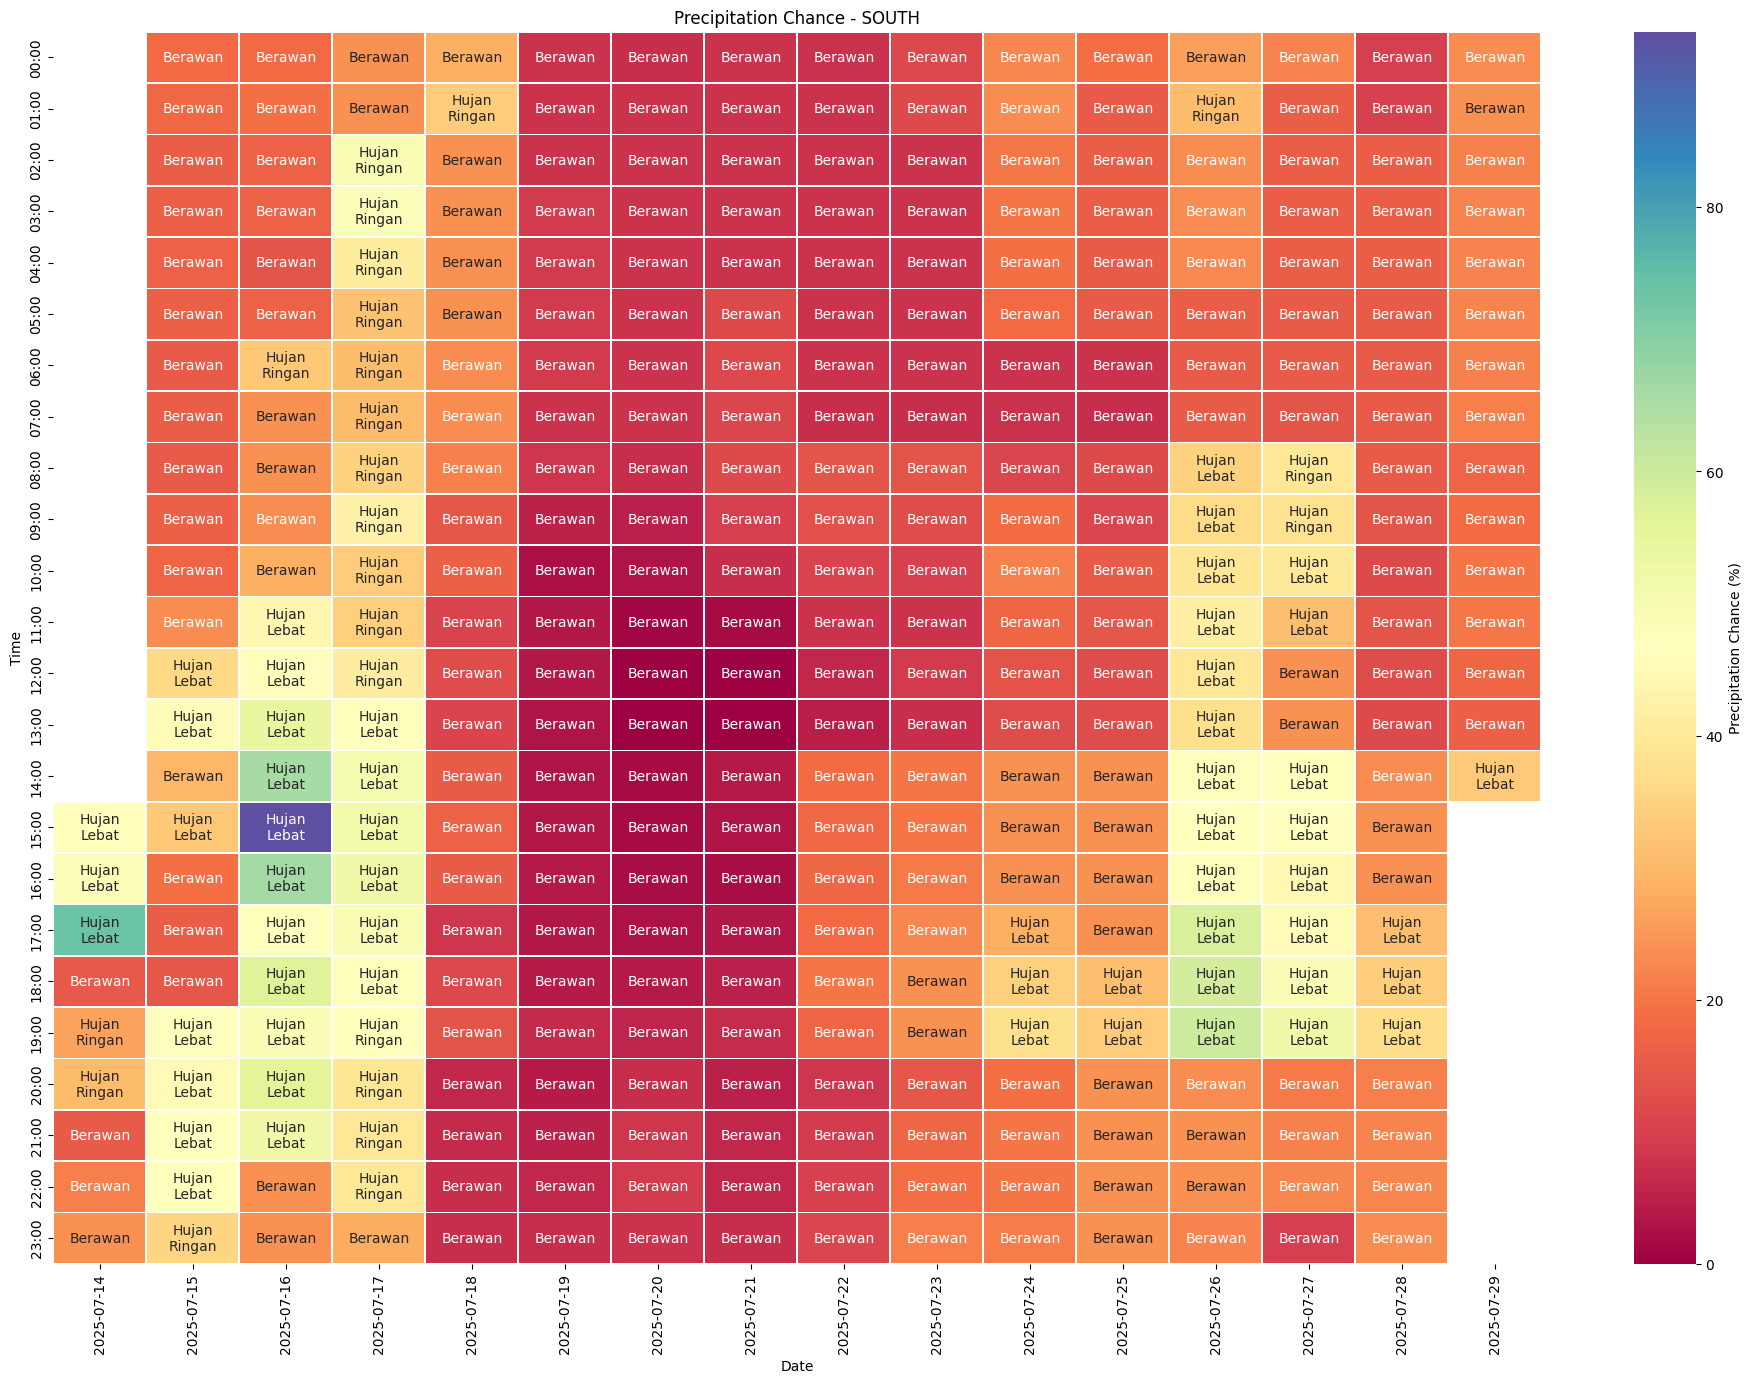 Precipitation Chance - SOUTH
00:00 Berawan Berawan Berawan Berawan Berawan Berawan Berawan Berawan Berawan Berawan Berawan Berawan Berawan Berawan Berawan
01:00 Berawan Berawan Berawan Hujan Ringan Berawan Berawan Berawan Berawan Berawan Berawan Berawan Hujan Ringan Berawan Berawan Berawan
02:00 Berawan Berawan Hujan Ringan Berawan Berawan Berawan Berawan Berawan Berawan Berawan Berawan Berawan Berawan Berawan Berawan
03:00 Berawan Berawan Hujan Ringan Berawan Berawan Berawan Berawan Berawan Berawan Berawan Berawan Berawan Berawan Berawan Berawan
04:00 Berawan Berawan Hujan Ringan Berawan Berawan Berawan Berawan Berawan Berawan Berawan Berawan Berawan Berawan Berawan Berawan
05:00 Berawan Berawan Hujan Ringan Berawan Berawan Berawan Berawan Berawan Berawan Berawan Berawan Berawan Berawan Berawan Berawan
06:00 Berawan Hujan Ringan Hujan Ringan Berawan Berawan Berawan Berawan Berawan Berawan Berawan Berawan Berawan Berawan Berawan Berawan
07:00 Berawan Berawan Hujan Ringan Berawan Berawan Berawan Berawan Berawan Berawan Berawan Berawan Berawan Berawan Berawan Berawan
08:00 Berawan Berawan Hujan Ringan Berawan Berawan Berawan Berawan Berawan Berawan Berawan Berawan Hujan Lebat Hujan Ringan Berawan Berawan
09:00 Berawan Berawan Hujan Ringan Berawan Berawan Berawan Berawan Berawan Berawan Berawan Berawan Hujan Lebat Hujan Ringan Berawan Berawan
10:00 Berawan Berawan Hujan Ringan Berawan Berawan Berawan Berawan Berawan Berawan Berawan Berawan Hujan Lebat Hujan Lebat Berawan Berawan
11:00 Berawan Hujan Lebat Hujan Ringan Berawan Berawan Berawan Berawan Berawan Berawan Berawan Berawan Hujan Lebat Hujan Lebat Berawan Berawan
12:00 Hujan Lebat Hujan Lebat Hujan Ringan Berawan Berawan Berawan Berawan Berawan Berawan Berawan Berawan Hujan Lebat Berawan Berawan Berawan
13:00 Hujan Lebat Hujan Lebat Hujan Lebat Berawan Berawan Berawan Berawan Berawan Berawan Berawan Berawan Hujan Lebat Berawan Berawan Berawan
14:00 Berawan Hujan Lebat Hujan Lebat Berawan Berawan Berawan Berawan Berawan Berawan Berawan Berawan Hujan Lebat Hujan Lebat Berawan Hujan Lebat
15:00 Hujan Lebat Hujan Lebat Hujan Lebat Hujan Lebat Berawan Berawan Berawan Berawan Berawan Berawan Berawan Berawan Hujan Lebat Hujan Lebat Berawan
16:00 Hujan Lebat Berawan Hujan Lebat Hujan Lebat Berawan Berawan Berawan Berawan Berawan Berawan Berawan Berawan Hujan Lebat Hujan Lebat Berawan
17:00 Hujan Lebat Berawan Hujan Lebat Hujan Lebat Berawan Berawan Berawan Berawan Berawan Berawan Hujan Lebat Berawan Hujan Lebat Hujan Lebat Hujan Lebat
18:00 Berawan Berawan Hujan Lebat Hujan Lebat Berawan Berawan Berawan Berawan Berawan Berawan Hujan Lebat Hujan Lebat Hujan Lebat Hujan Lebat Hujan Lebat
19:00 Hujan Ringan Hujan Lebat Hujan Lebat Hujan Ringan Berawan Berawan Berawan Berawan Berawan Berawan Hujan Lebat Hujan Lebat Hujan Lebat Hujan Lebat Hujan Lebat
20:00 Hujan Ringan Hujan Lebat Hujan Lebat Hujan Ringan Berawan Berawan Berawan Berawan Berawan Berawan Berawan Berawan Berawan Berawan Berawan
21:00 Berawan Hujan Lebat Hujan Lebat Hujan Ringan Berawan Berawan Berawan Berawan Berawan Berawan Berawan Berawan Berawan Berawan Berawan
22:00 Berawan Hujan Lebat Berawan Hujan Ringan Berawan Berawan Berawan Berawan Berawan Berawan Berawan Berawan Berawan Berawan Berawan
23:00 Berawan Hujan Ringan Berawan Berawan Berawan Berawan Berawan Berawan Berawan Berawan Berawan Berawan Berawan Berawan Berawan
Time
2025-07-14 2025-07-15 2025-07-16 2025-07-17 2025-07-18 2025-07-19 2025-07-20 2025-07-21 2025-07-22 2025-07-23 2025-07-24 2025-07-25 2025-07-26 2025-07-27 2025-07-28 2025-07-29
Date
80
60
40
20
0
Precipitation Chance (%)